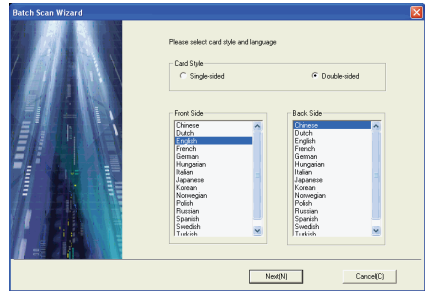 Batch Scan Wizard
Please select card style and language
Card Style
Single-sided
Double-sided
Front Side
Chinese
Dutch
English
French
German
Hungarian
Italian
Japanese
Korean
Norwegian
Polish
Russian
Spanish
Swedish
Turkish
Back Side
Chinese
Dutch
English
French
German
Hungarian
Italian
Japanese
Korean
Norwegian
Polish
Russian
Spanish
Swedish
Turkish
Next(N)
Cancel(C)